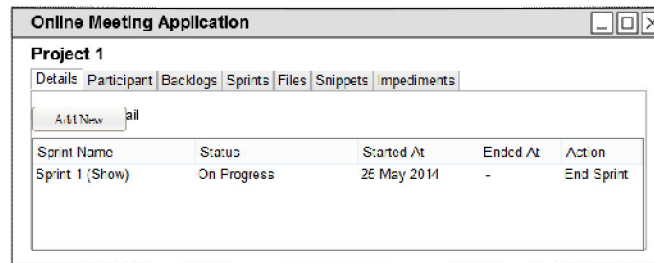 Online Meeting Application
Project 1
Details Participant Backlogs Sprints Files Snippets Impediments
Add New ail
Sprint Name Status Started At Ended At Action
Sprint 1 (Show) On Progress 25 May 2014 - End Sprint